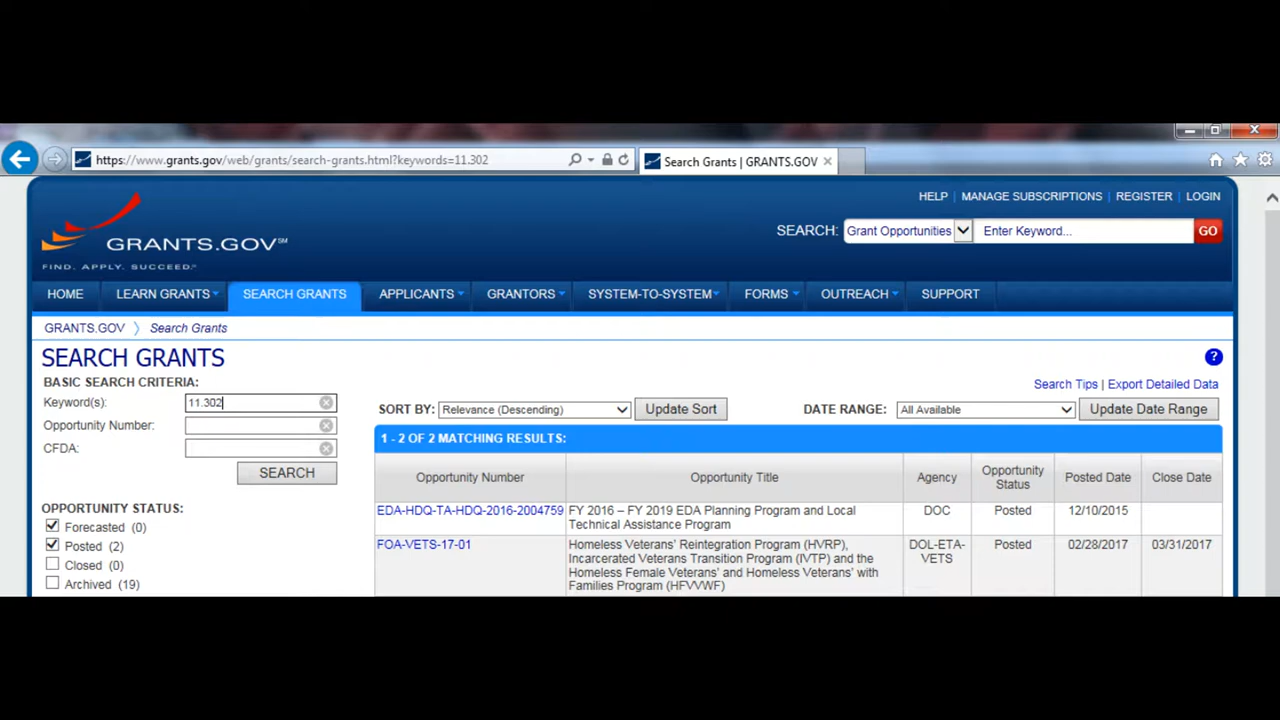 https://www.grants.gov/web/grants/search-grants.html?keywords=11.302
Search Grants | GRANTS.GOV
HELP | MANAGE SUBSCRIPTIONS | REGISTER | LOGIN
GRANTS.GOV℠
FIND. APPLY. SUCCEED.℠
SEARCH: Grant Opportunities Enter Keyword... GO
HOME LEARN GRANTS SEARCH GRANTS APPLICANTS GRANTORS SYSTEM-TO-SYSTEM FORMS OUTREACH SUPPORT
GRANTS.GOV Search Grants
SEARCH GRANTS
?
BASIC SEARCH CRITERIA:
Keyword(s): 11.302
Opportunity Number:
CFDA:
SEARCH
OPPORTUNITY STATUS:
Forecasted (0)
Posted (2)
Closed (0)
Archived (19)
Search Tips | Export Detailed Data
SORT BY: Relevance (Descending) Update Sort DATE RANGE: All Available Update Date Range
1 - 2 OF 2 MATCHING RESULTS:
Opportunity Number Opportunity Title Agency Opportunity Status Posted Date Close Date
EDA-HDQ-TA-HDQ-2016-2004759 FY 2016 – FY 2019 EDA Planning Program and Local DOC Posted 12/10/2015
Technical Assistance Program
FOA-VETS-17-01 Homeless Veterans' Reintegration Program (HVRP), DOL-ETA- Posted 02/28/2017 03/31/2017
Incarcerated Veterans Transition Program (IVTP) and the VETS
Homeless Female Veterans' and Homeless Veterans' with
Families Program (HFVVWF)